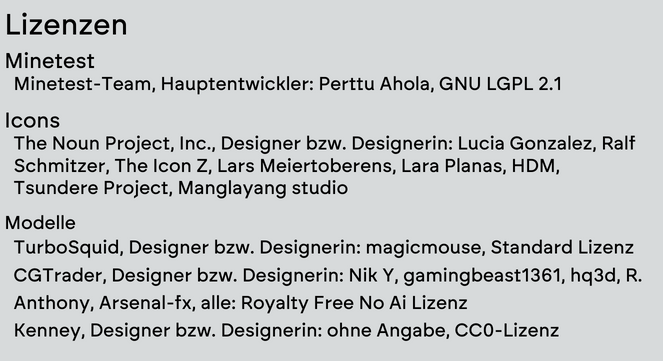 Lizenzen
Minetest
Minetest-Team, Hauptentwickler: Perttu Ahola, GNU LGPL 2.1
Icons
The Noun Project, Inc., Designer bzw. Designerin: Lucia Gonzalez, Ralf
Schmitzer, The Icon Z, Lars Meiertoberens, Lara Planas, HDM,
Tsundere Project, Manglayang studio
Modelle
TurboSquid, Designer bzw. Designerin: magicmouse, Standard Lizenz
CGTrader, Designer bzw. Designerin: Nik Y, gamingbeast1361, hq3d, R.
Anthony, Arsenal-fx, alle: Royalty Free No Ai Lizenz
Kenney, Designer bzw. Designerin: ohne Angabe, CC0-Lizenz